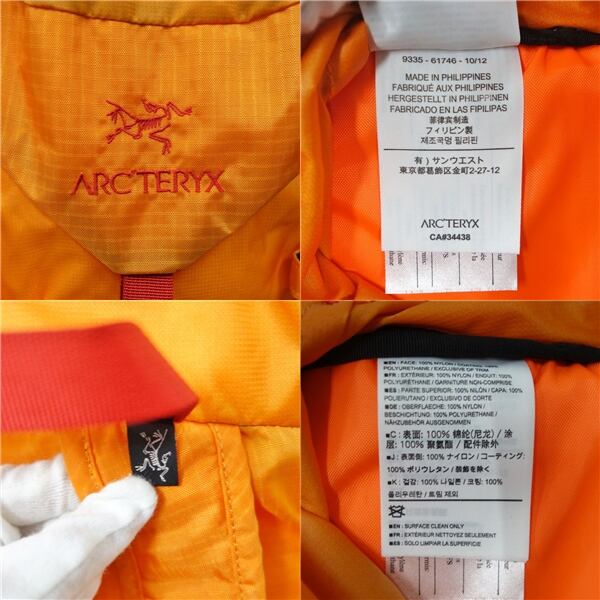 ARC'TERYX
9335 - 61746 - 10/12
MADE IN PHILIPPINES
FABRIQUÉ AUX PHILIPPINES
HERGESTELLT IN PHILIPPINEN
FABRICADO EN LAS FIPILIPAS
菲律宾制造
フィリピン製
제조국명 필리핀
有）サンウエスト
東京都葛飾区金町2-27-12
ARC'TERYX
CA#34438
■EN: FACE: 100% NYLON / COATING: 100%
POLYURETHANE / EXCLUSIVE OF TRIM
■FR: EXTÉRIEUR: 100% NYLON / ENDUIT: 100%
POLYURÉTHANE / GARNITURE NON-COMPRISE
■ES: PARTE SUPERIOR: 100% NILÓN / CAPA: 100%
POLIERUTANO / EXCLUSIVO DE CORTE
■DE: OBERFLAECHE: 100% NYLON /
BESCHICHTUNG: 100% POLYURETHAN /
NÄHZUBEHÖR AUSGENOMMEN
■C: 表面: 100% 锦纶(尼龙) / 涂
层: 100% 聚氨酯 / 配件除外
■J: 表面: 100% ナイロン / コーティング:
100% ポリウレタン / 装飾を除く
■K: 겉감: 100% 나일론 / 코팅: 100%
폴리우레탄 / 트림 제외
■EN: SURFACE CLEAN ONLY
■FR: EXTÉRIEUR NETTOYEZ SEULEMENT
■ES: SOLO LIMPIAR LA SUPERFICIE